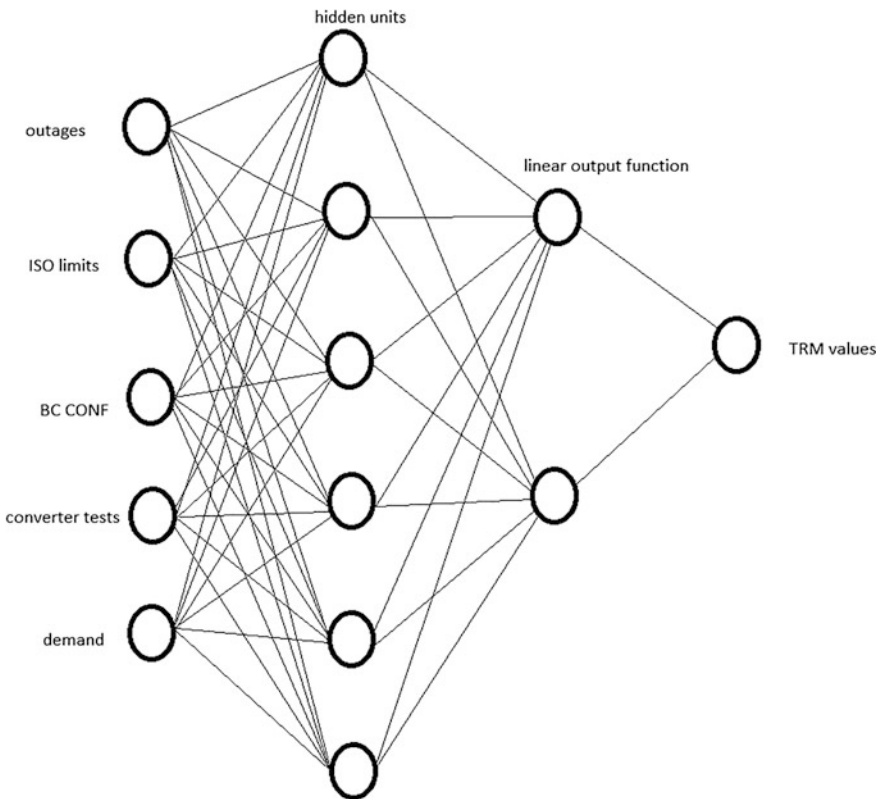 hidden units
outages
linear output function
ISO limits
TRM values
BC CONF
converter tests
demand